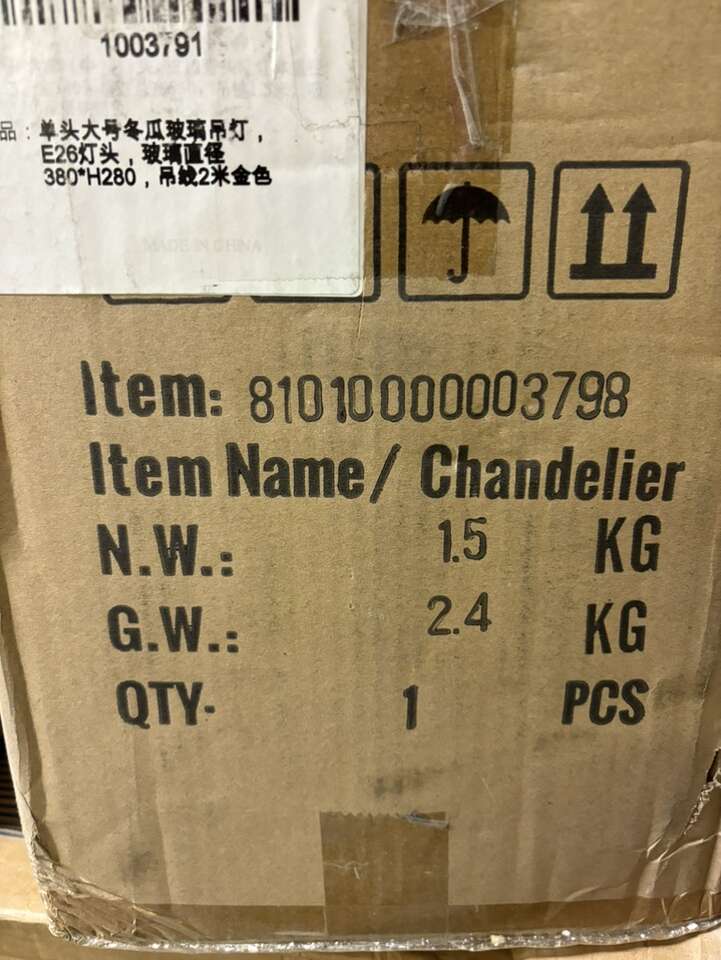 1003791
品：单头大号冬瓜玻璃吊灯，
E26灯头，玻璃直径
380*H280，吊线2米金色
MADE IN CHINA
Item: 81010000003798
Item Name/ Chandelier
N.W.: 1.5 KG
G.W.: 2.4 KG
QTY- 1 PCS